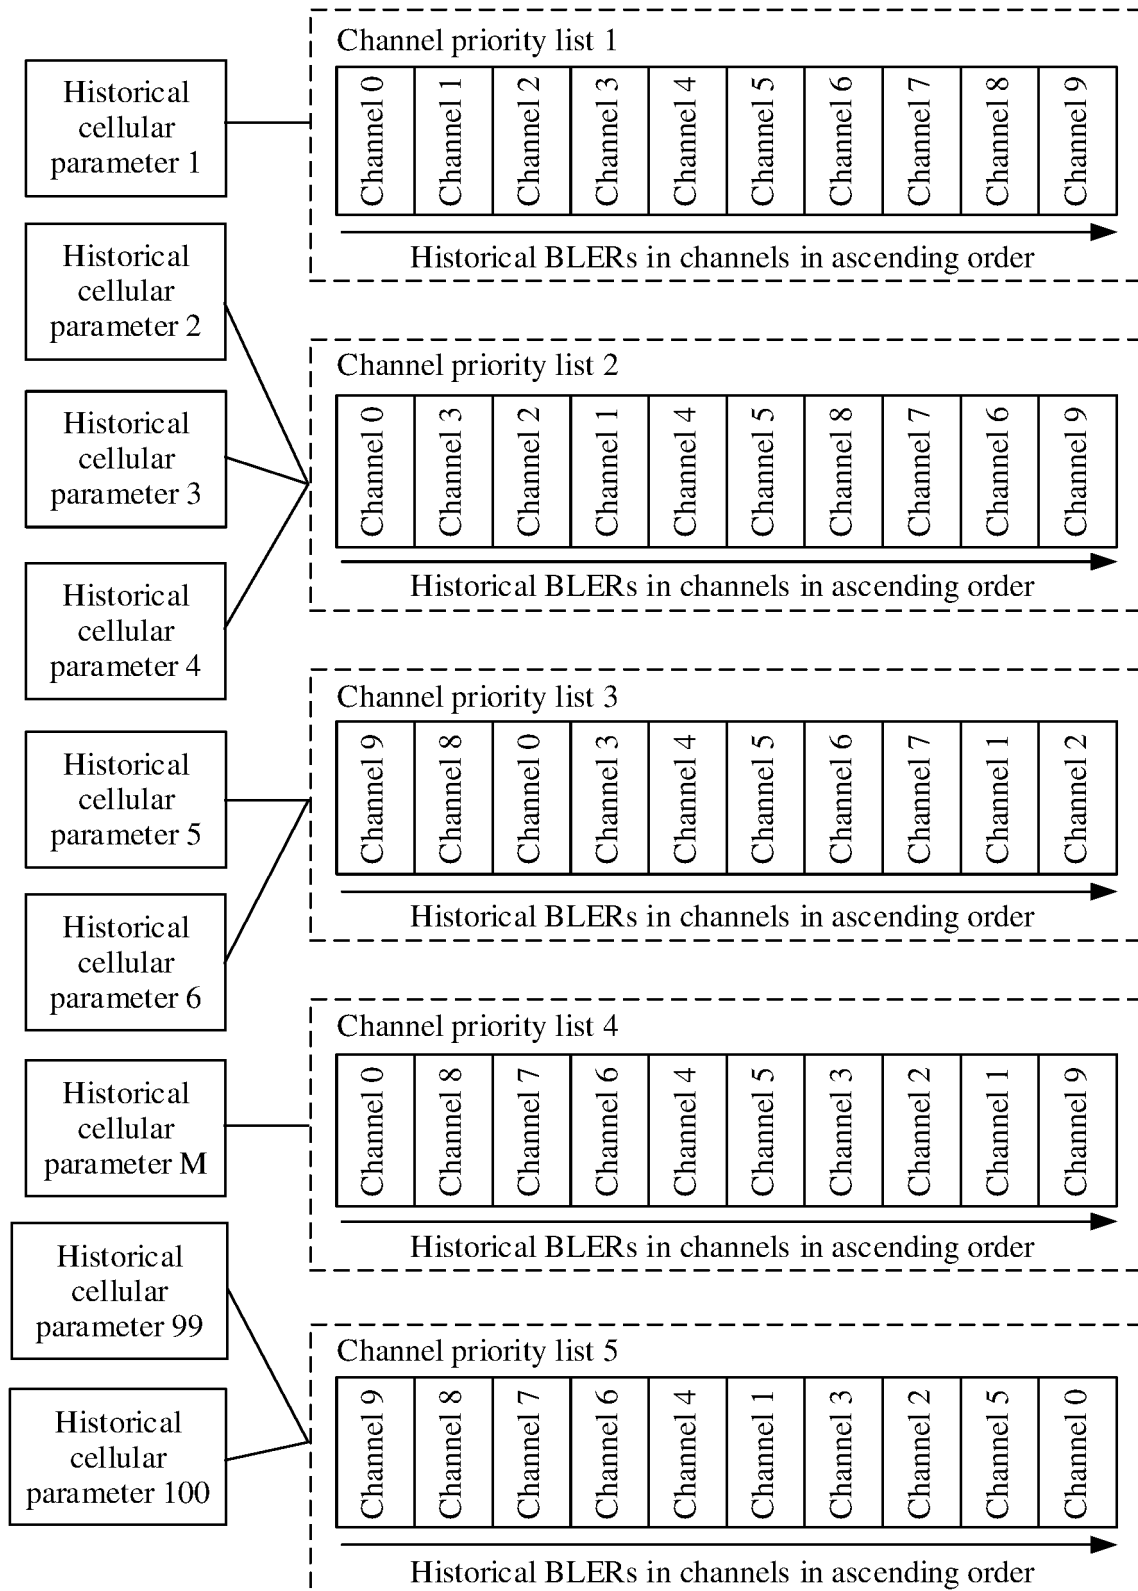 Historical
cellular
parameter 1
Channel priority list 1
Channel 0
Channel 1
Channel 2
Channel 3
Channel 4
Channel 5
Channel 6
Channel 7
Channel 8
Channel 9
Historical BLERs in channels in ascending order
Historical
cellular
parameter 2
Historical
cellular
parameter 3
Historical
cellular
parameter 4
Channel priority list 2
Channel 0
Channel 3
Channel 2
Channel 1
Channel 4
Channel 5
Channel 8
Channel 7
Channel 6
Channel 9
Historical BLERs in channels in ascending order
Historical
cellular
parameter 5
Historical
cellular
parameter 6
Channel priority list 3
Channel 9
Channel 8
Channel 0
Channel 3
Channel 4
Channel 5
Channel 6
Channel 7
Channel 1
Channel 2
Historical BLERs in channels in ascending order
Historical
cellular
parameter M
Channel priority list 4
Channel 0
Channel 8
Channel 7
Channel 6
Channel 4
Channel 5
Channel 3
Channel 2
Channel 1
Channel 9
Historical BLERs in channels in ascending order
Historical
cellular
parameter 99
Historical
cellular
parameter 100
Channel priority list 5
Channel 9
Channel 8
Channel 7
Channel 6
Channel 4
Channel 1
Channel 3
Channel 2
Channel 5
Channel 0
Historical BLERs in channels in ascending order